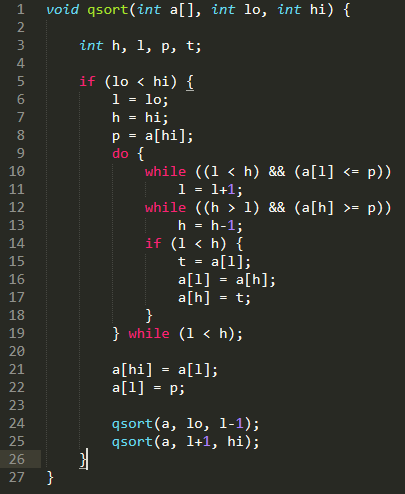 1 void qsort(int a[], int lo, int hi) {
2
3     int h, l, p, t;
4
5     if (lo < hi) {
6         l = lo;
7         h = hi;
8         p = a[hi];
9         do {
10             while ((l < h) && (a[l] <= p))
11                 l = l+1;
12             while ((h > l) && (a[h] >= p))
13                 h = h-1;
14             if (l < h) {
15                 t = a[l];
16                 a[l] = a[h];
17                 a[h] = t;
18             }
19         } while (l < h);
20
21         a[hi] = a[l];
22         a[l] = p;
23
24         qsort(a, lo, l-1);
25         qsort(a, l+1, hi);
26     }
27 }